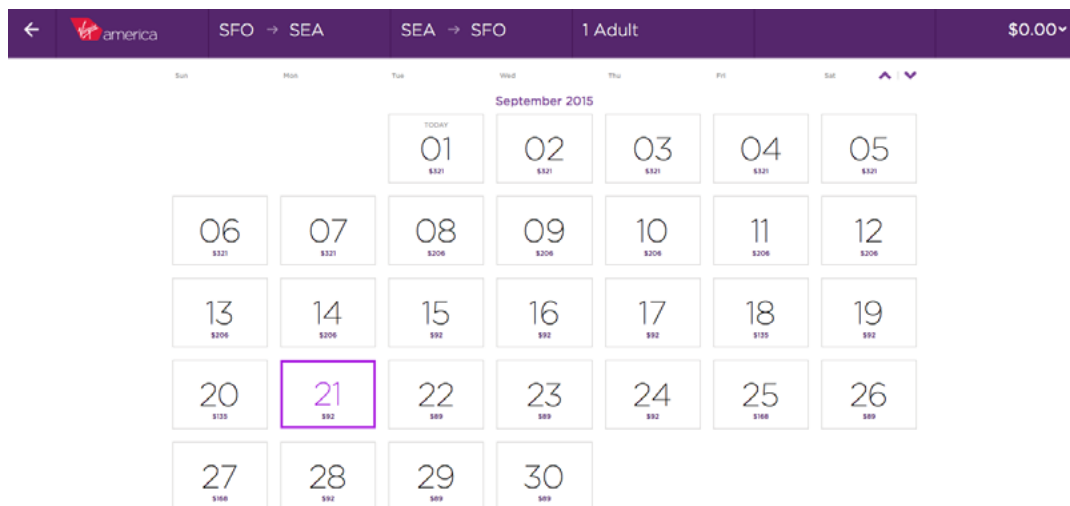 ← Virgin america SFO → SEA SEA → SFO 1 Adult $0.00
Sun Mon Tue Wed Thu Fri Sat
September 2015
TODAY
01 02 03 04 05
$321 $321 $321 $321 $321
06 07 08 09 10 11 12
$321 $321 $206 $206 $206 $206 $206
13 14 15 16 17 18 19
$206 $206 $92 $92 $92 $135 $92
20 21 22 23 24 25 26
$135 $92 $89 $89 $92 $168 $89
27 28 29 30
$168 $92 $89 $89